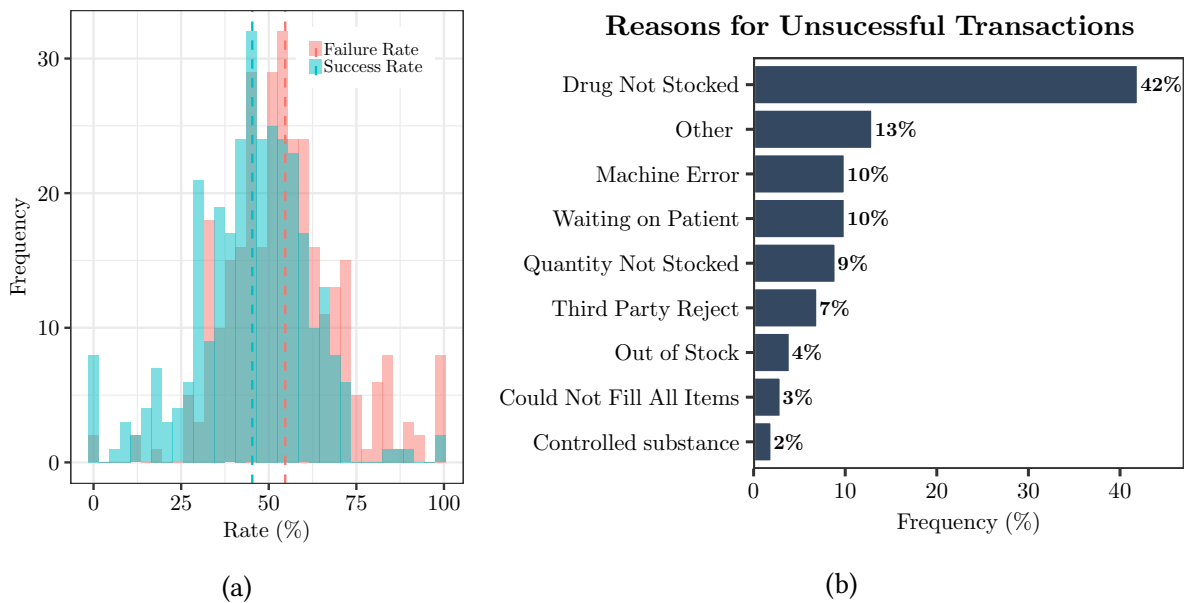 30
20
10
0
Frequency
Failure Rate
Success Rate
0 25 50 75 100
Rate (%)
(a)
Reasons for Unsucessful Transactions
Drug Not Stocked 42%
Other 13%
Machine Error 10%
Waiting on Patient 10%
Quantity Not Stocked 9%
Third Party Reject 7%
Out of Stock 4%
Could Not Fill All Items 3%
Controlled substance 2%
0 10 20 30 40
Frequency (%)
(b)